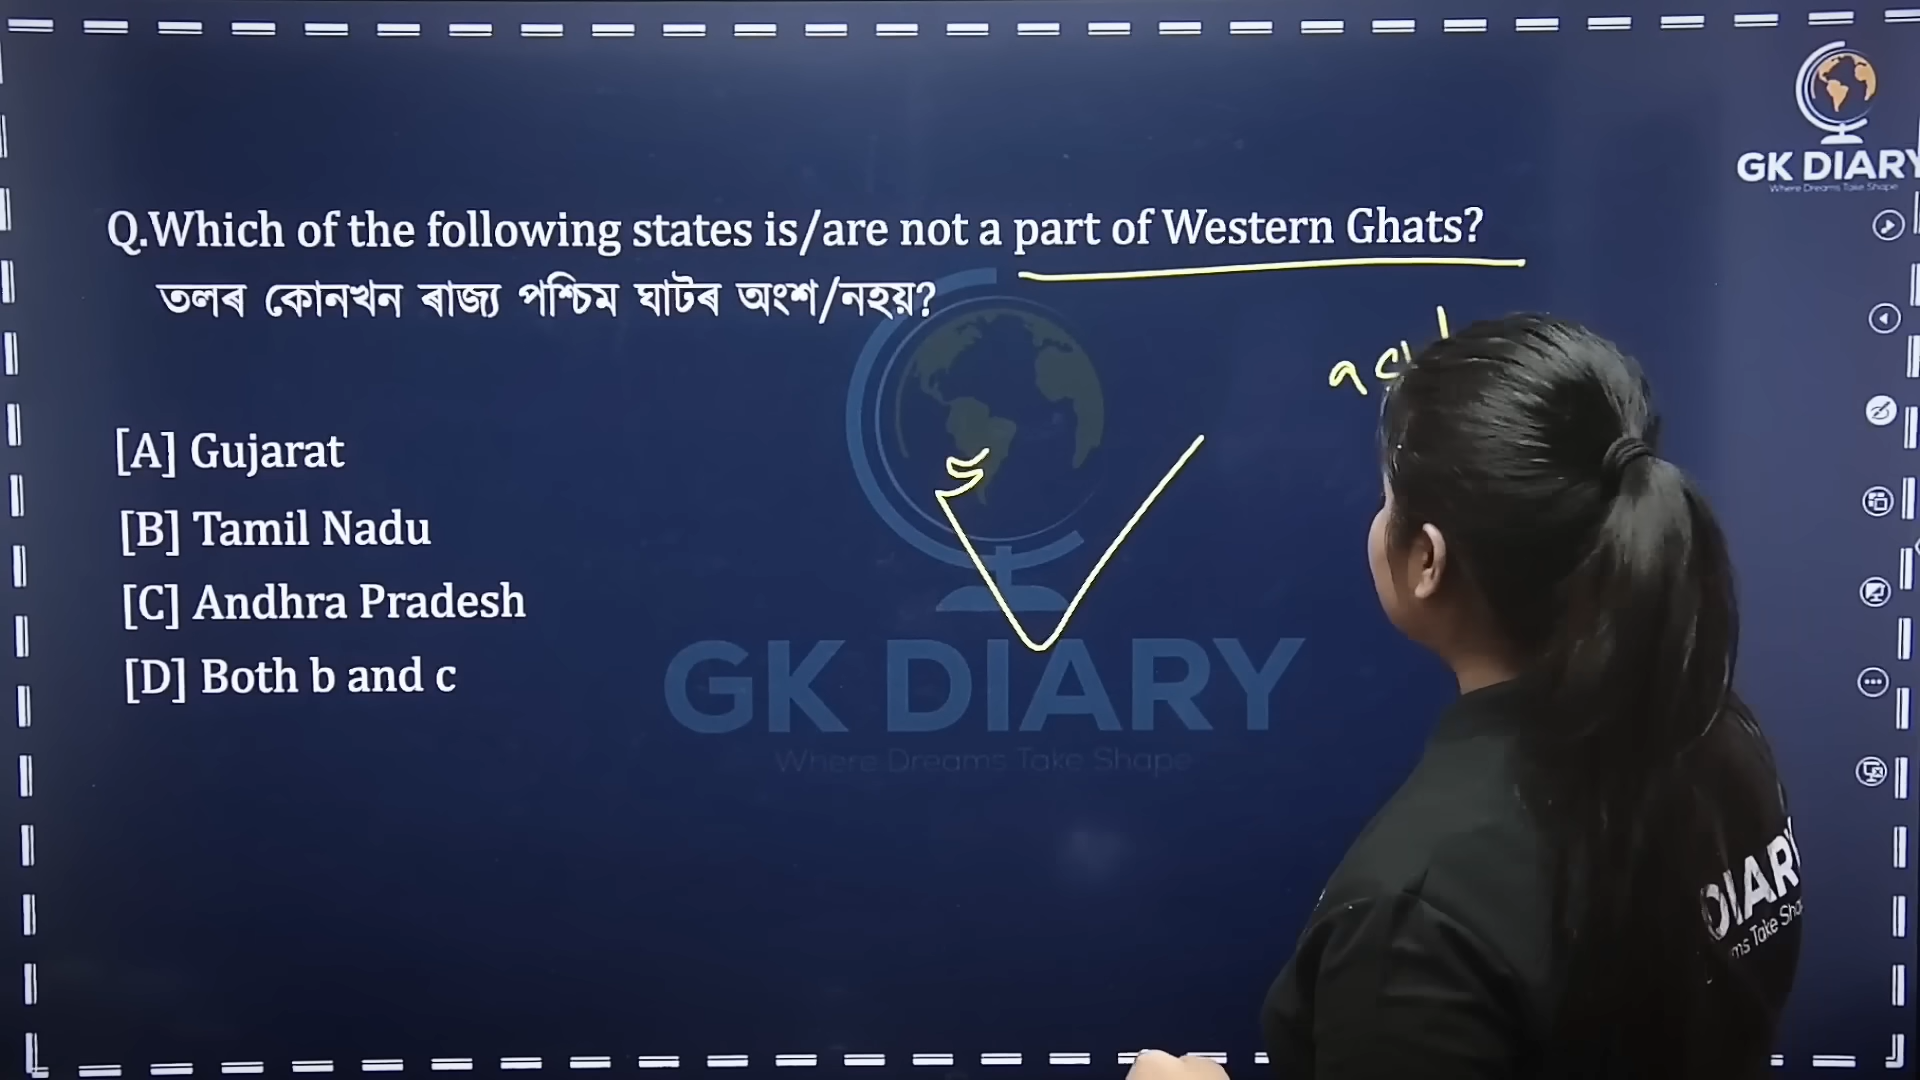 GK DIARY
Where Dreams Take Shape
Q.Which of the following states is/are not a part of Western Ghats?
তলৰ কোনখন ৰাজ্য পশ্চিম ঘাটৰ অংশ/নহয়?
[A] Gujarat
[B] Tamil Nadu
[C] Andhra Pradesh
[D] Both b and c
GK DIARY
Where Dreams Take Shape
DIARY
Take